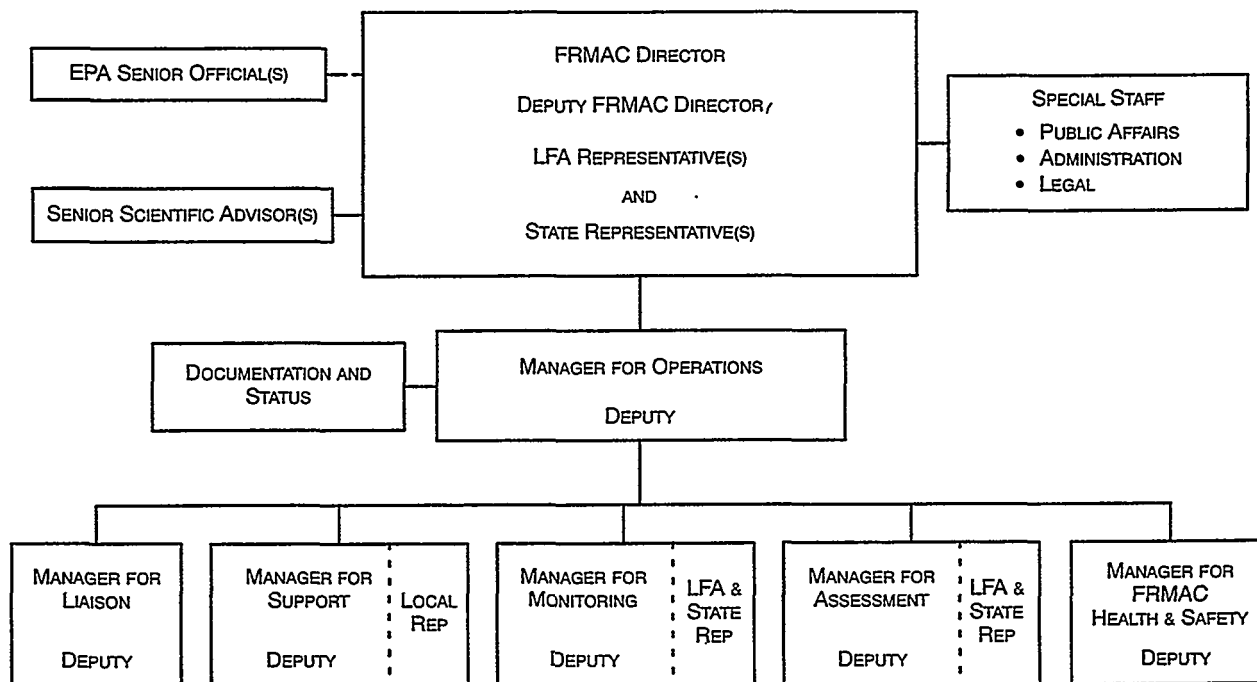 EPA SENIOR OFFICIAL(S)
SENIOR SCIENTIFIC ADVISOR(S)
FRMAC DIRECTOR
DEPUTY FRMAC DIRECTOR,
LFA REPRESENTATIVE(S)
AND
STATE REPRESENTATIVE(S)
SPECIAL STAFF
• PUBLIC AFFAIRS
• ADMINISTRATION
• LEGAL
DOCUMENTATION AND
STATUS
MANAGER FOR OPERATIONS
DEPUTY
MANAGER FOR
LIAISON
DEPUTY
MANAGER FOR
SUPPORT
DEPUTY
LOCAL
REP
MANAGER FOR
MONITORING
DEPUTY
LFA &
STATE
REP
MANAGER FOR
ASSESSMENT
DEPUTY
LFA &
STATE
REP
MANAGER FOR
FRMAC
HEALTH & SAFETY
DEPUTY